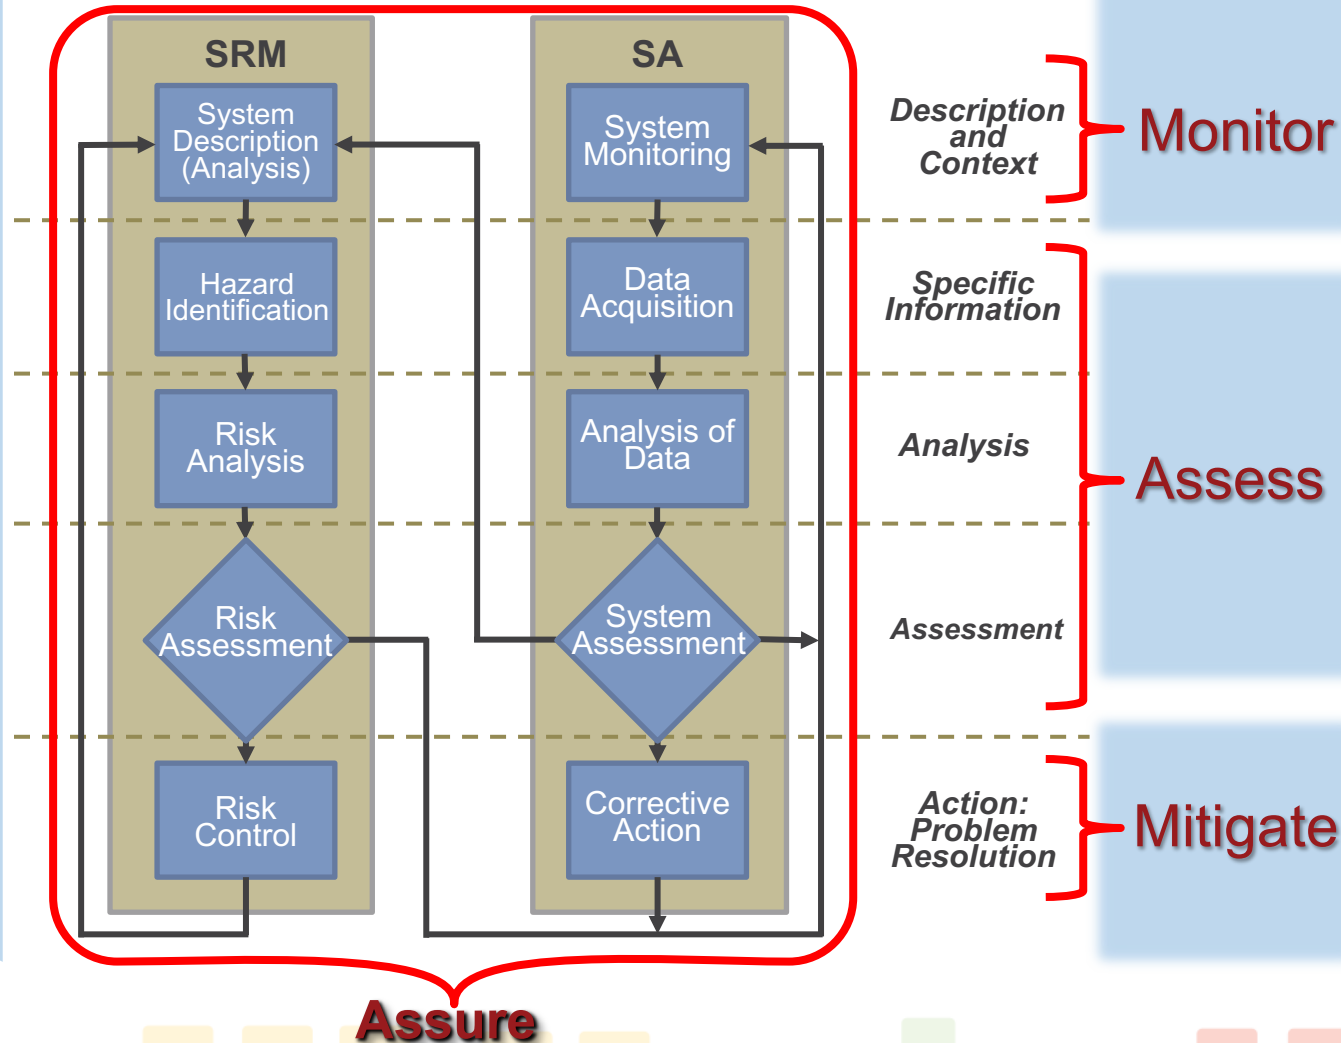 SRM
SA
System
Description
(Analysis)
System
Monitoring
Description
and
Context
Monitor
Hazard
Identification
Data
Acquisition
Specific
Information
Risk
Analysis
Analysis of
Data
Analysis
Assess
Risk
Assessment
System
Assessment
Assessment
Risk
Control
Corrective
Action
Action:
Problem
Resolution
Mitigate
Assure